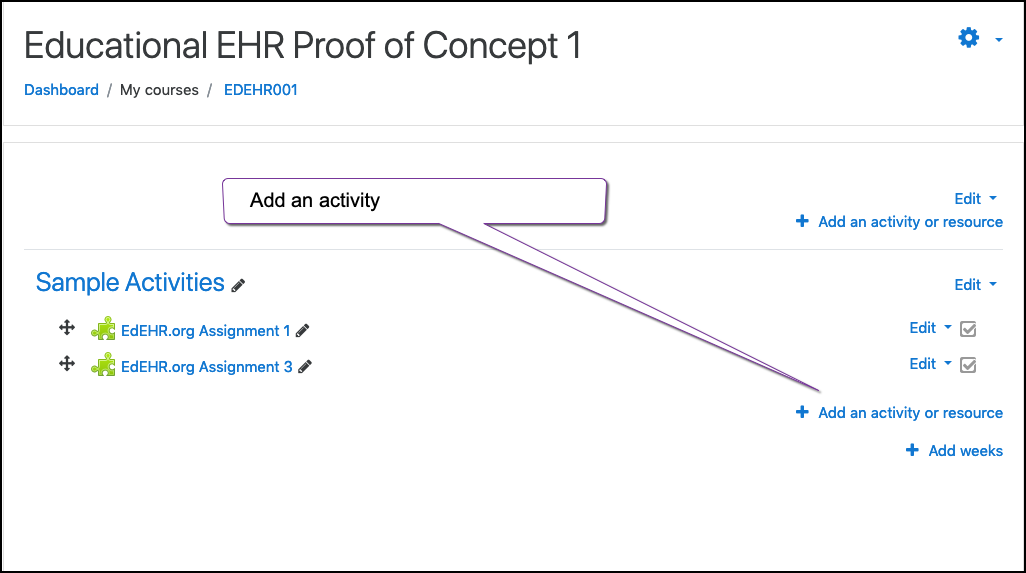 Educational EHR Proof of Concept 1
Dashboard / My courses / EDEHR001
Add an activity
Edit
+ Add an activity or resource
Sample Activities
Edit
EdEHR.org Assignment 1
Edit
EdEHR.org Assignment 3
Edit
+ Add an activity or resource
+ Add weeks